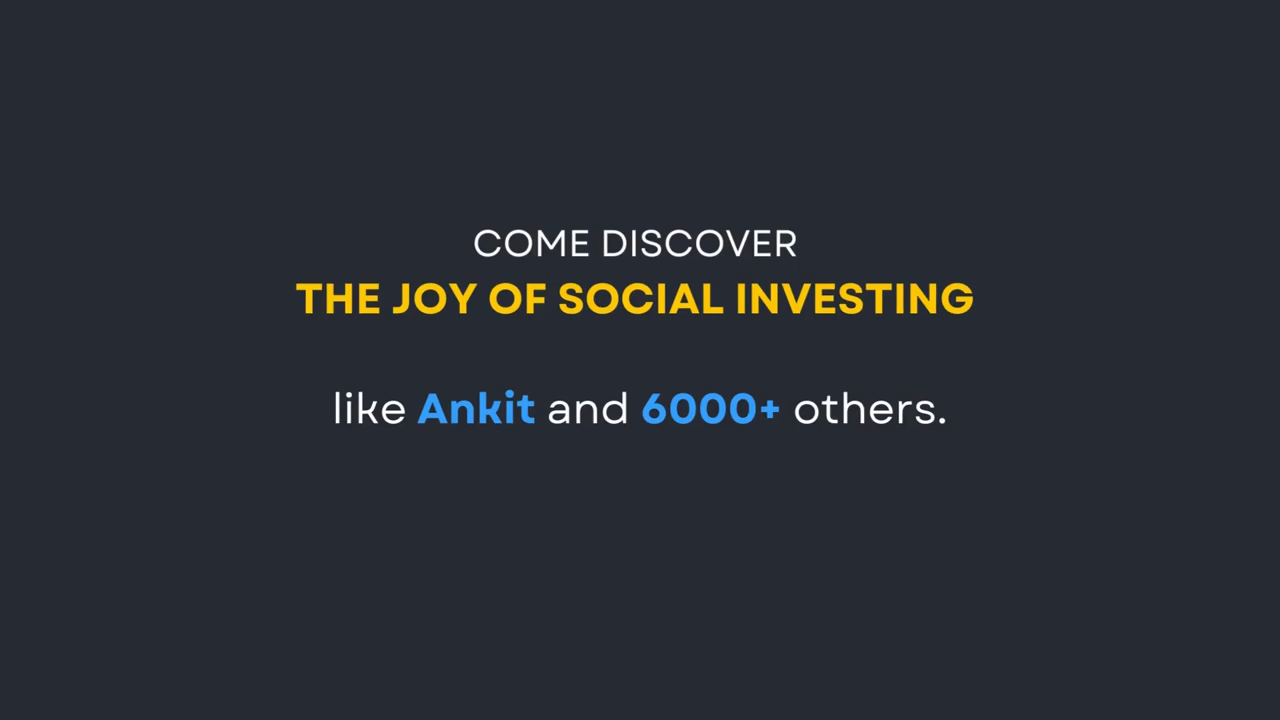 COME DISCOVER
THE JOY OF SOCIAL INVESTING
like Ankit and 6000+ others.